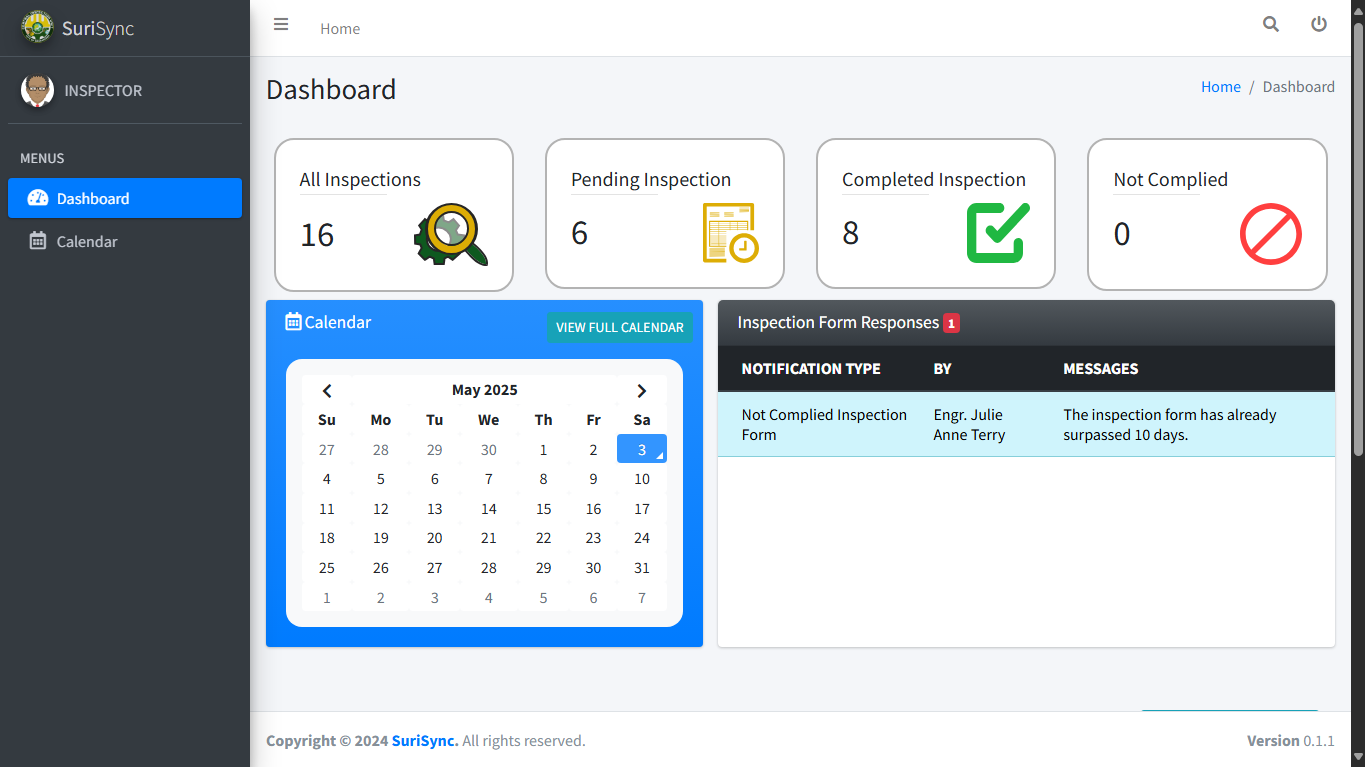 SuriSync
Home
INSPECTOR
MENUS
Dashboard
Calendar
Dashboard
Home / Dashboard
All Inspections
16
Pending Inspection
6
Completed Inspection
8
Not Complied
0
Calendar
VIEW FULL CALENDAR
May 2025
Su Mo Tu We Th Fr Sa
27 28 29 30 1 2 3
4 5 6 7 8 9 10
11 12 13 14 15 16 17
18 19 20 21 22 23 24
25 26 27 28 29 30 31
1 2 3 4 5 6 7
Inspection Form Responses 1
NOTIFICATION TYPE BY MESSAGES
Not Complied Inspection
Form
Engr. Julie
Anne Terry
The inspection form has already
surpassed 10 days.
Copyright © 2024 SuriSync. All rights reserved.
Version 0.1.1